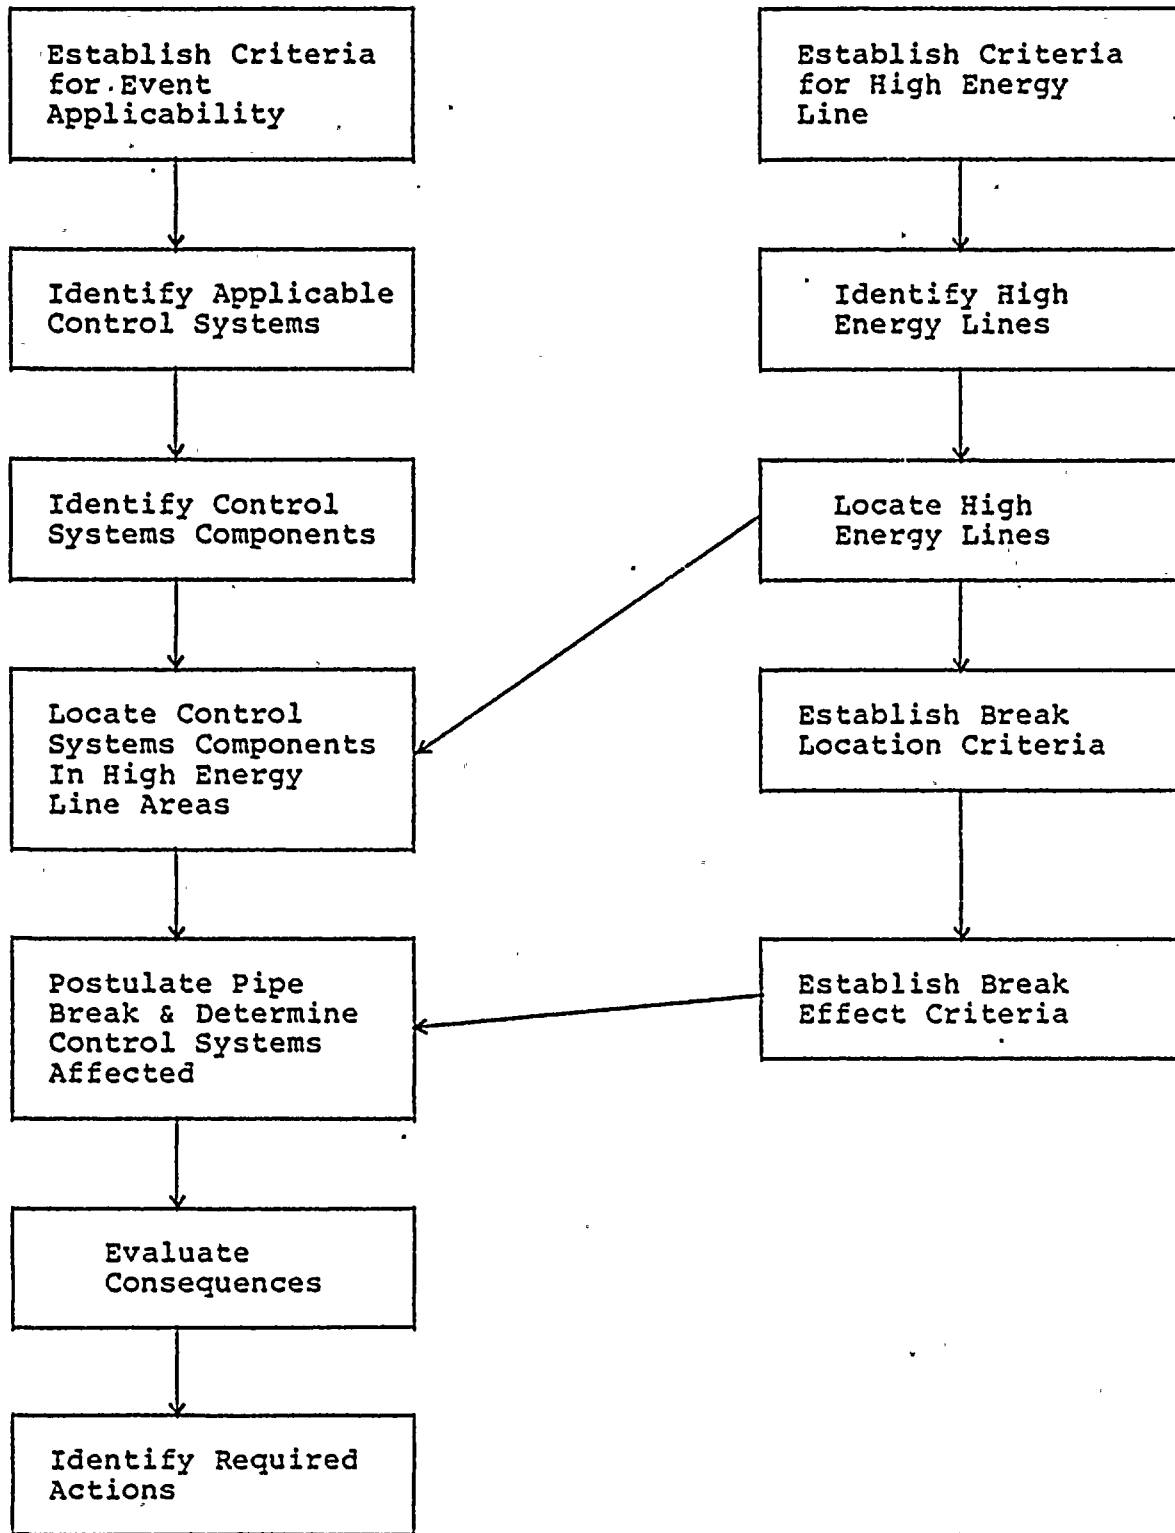 Establish Criteria
for Event
Applicability
Establish Criteria
for High Energy
Line
Identify Applicable
Control Systems
Identify High
Energy Lines
Identify Control
Systems Components
Locate High
Energy Lines
Locate Control
Systems Components
In High Energy
Line Areas
Establish Break
Location Criteria
Postulate Pipe
Break & Determine
Control Systems
Affected
Establish Break
Effect Criteria
Evaluate
Consequences
Identify Required
Actions